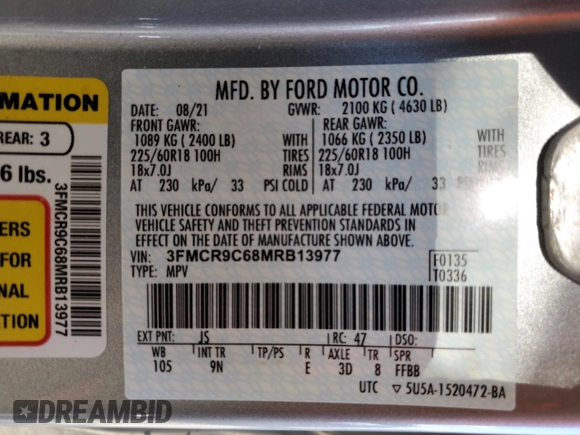 RMATION
REAR: 3
6 lbs.
ERS
FOR
NAL
TION
3FMCR9C68MRB13977
MFD. BY FORD MOTOR CO.
DATE: 08/21 GVWR: 2100 KG ( 4630 LB)
FRONT GAWR: REAR GAWR:
1089 KG ( 2400 LB) WITH 1066 KG ( 2350 LB) WITH
225/60R18 100H TIRES 225/60R18 100H TIRES
18x7.0J RIMS 18x7.0J RIMS
AT 230 kPa/ 33 PSI COLD AT 230 kPa/ 33 PSI COLD
THIS VEHICLE CONFORMS TO ALL APPLICABLE FEDERAL MOTOR
VEHICLE SAFETY AND THEFT PREVENTION STANDARDS IN
EFFECT ON THE DATE OF MANUFACTURE SHOWN ABOVE.
VIN: 3FMCR9C68MRB13977 F0135
TYPE: MPV T0336
EXT PNT: JS RC: 47 DSO:
WB INT TR TP/PS R AXLE TR SPR
105 9N E 3D 8 FFBB
UTC ▽ 5U5A-1520472-BA
DREAMBID